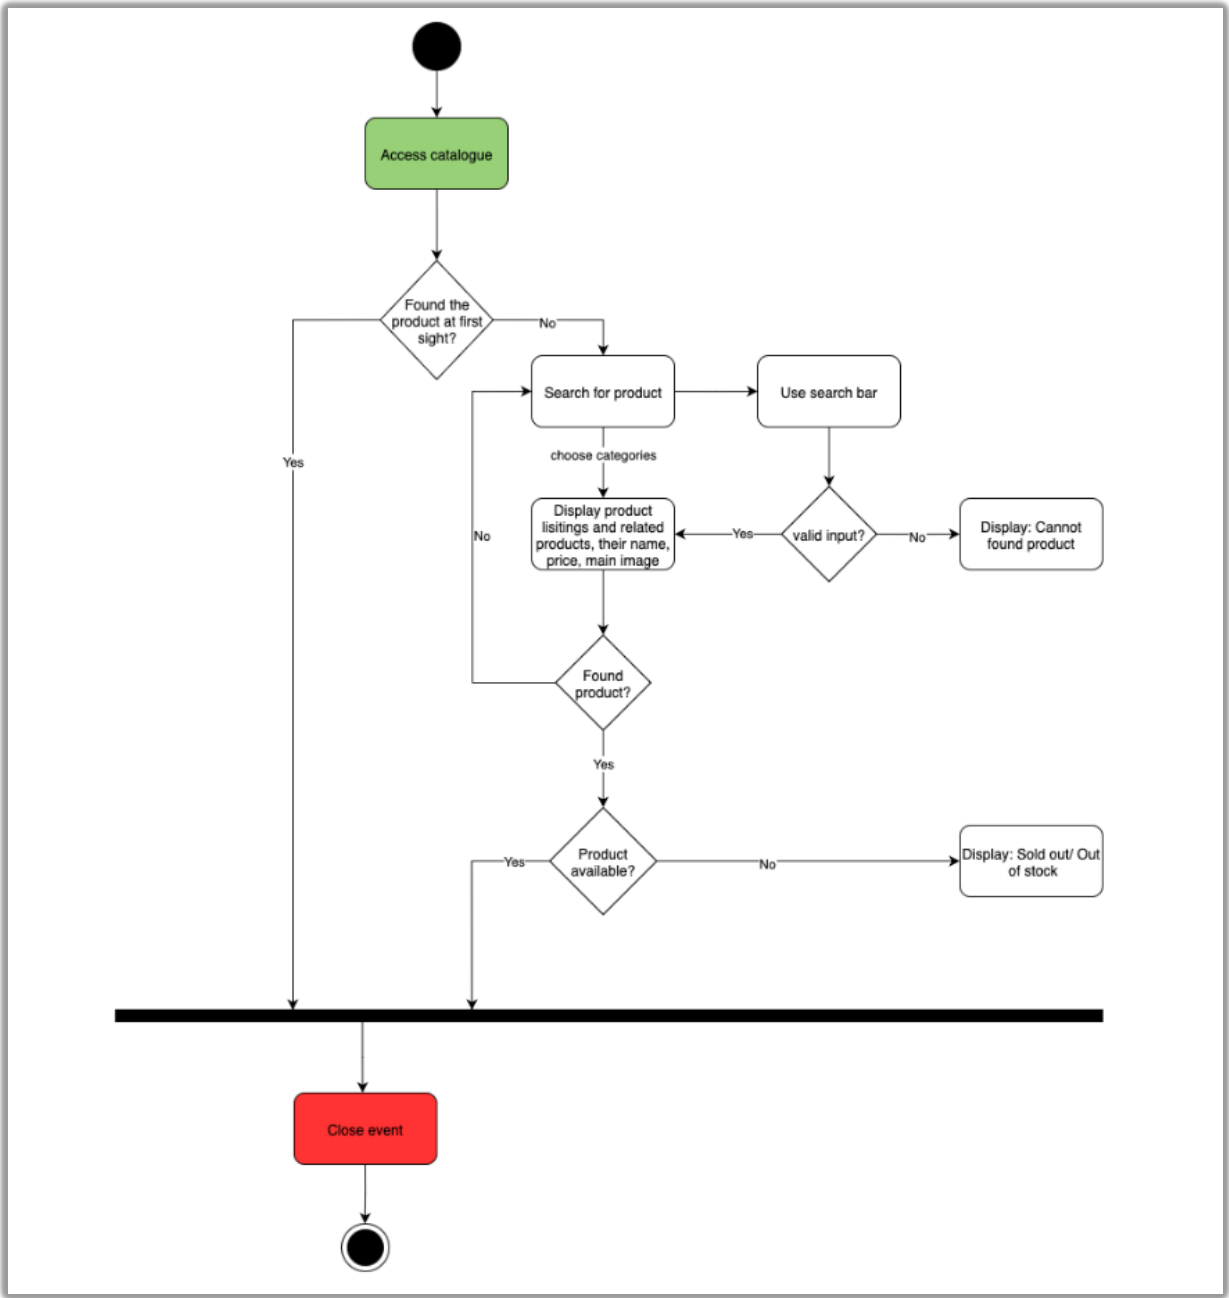 Access catalogue
Found the
product at first
sight?
No
Search for product
Use search bar
Yes
choose categories
Display product
lisitings and related
products, their name,
price, main image
Yes
valid input?
No
Display: Cannot
found product
No
Found
product?
Yes
Product
available?
Yes
No
Display: Sold out/ Out
of stock
Close event